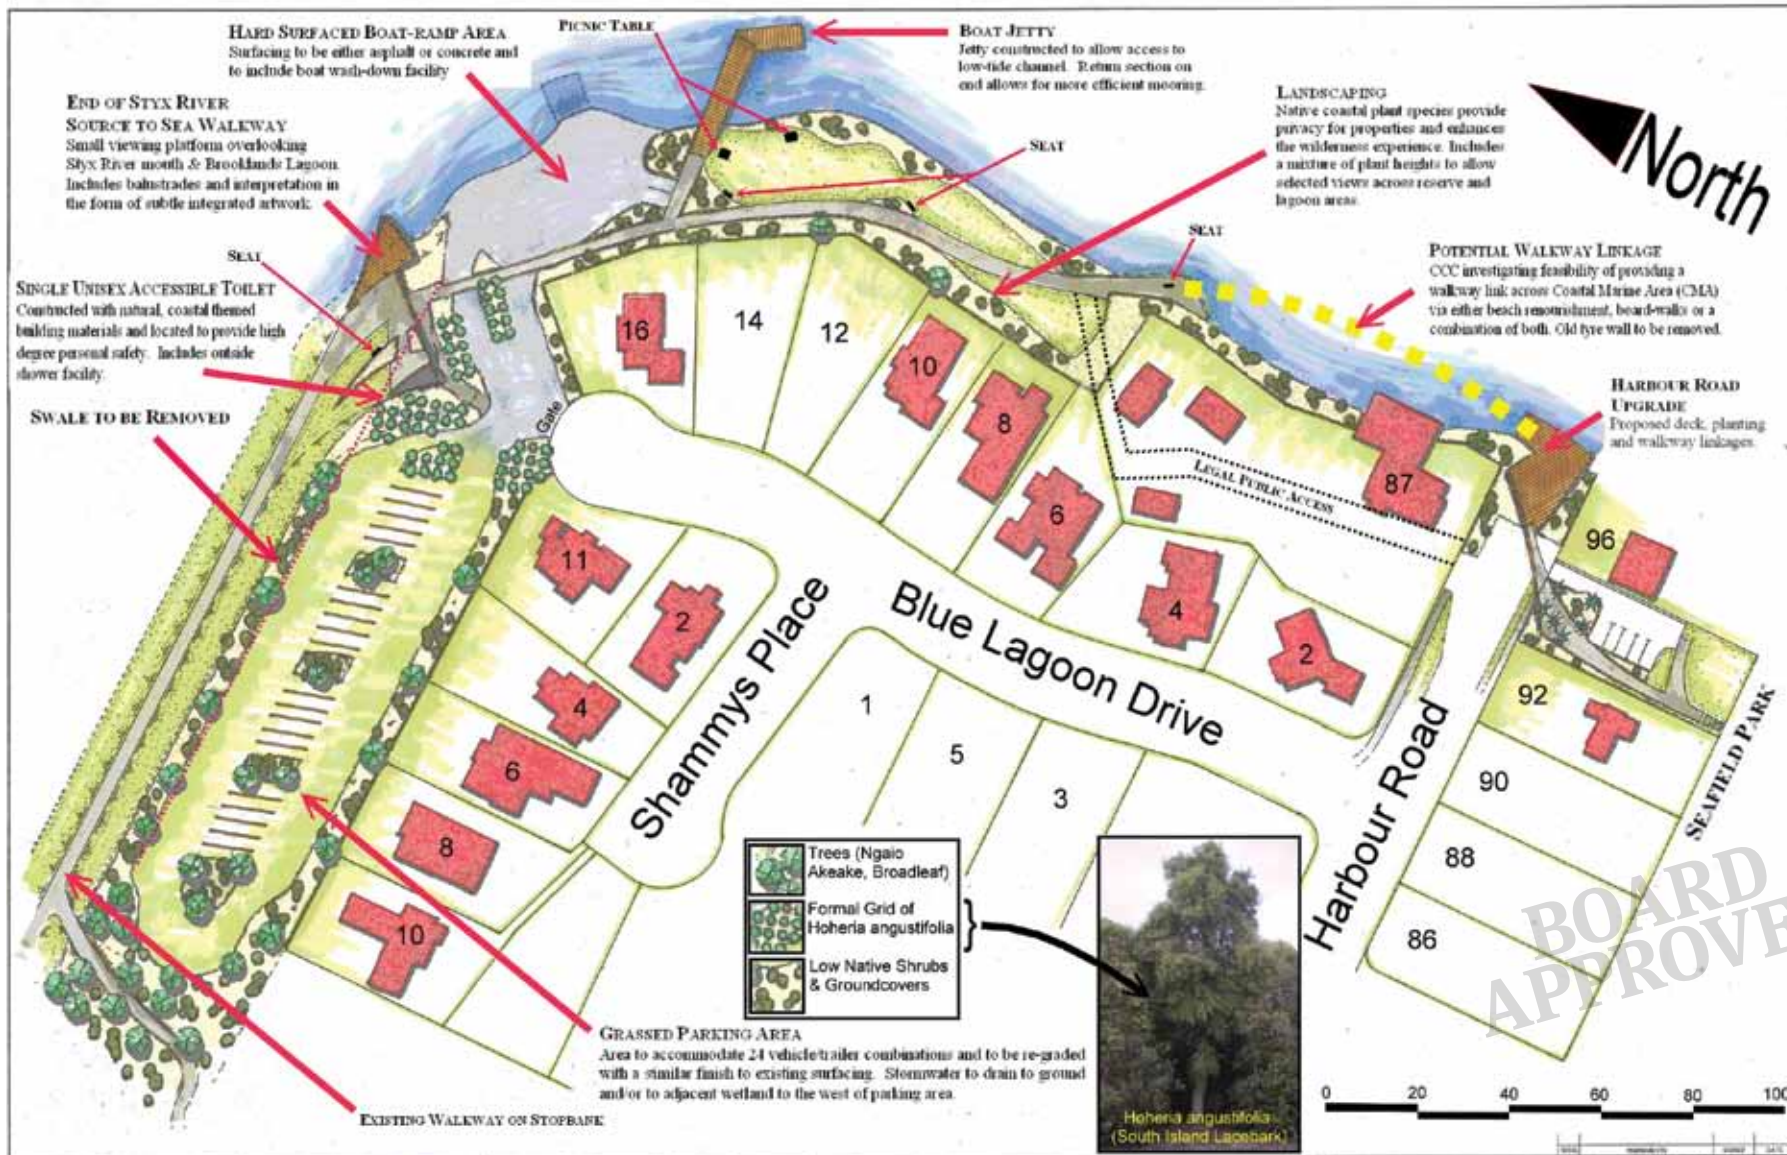 HARD SURFACED BOAT-RAMP AREA
Surfacing to be either asphalt or concrete and
to include boat wash-down facility
PICNIC TABLE
BOAT JETTY
Jetty constructed to allow access to
low-tide channel. Return section on
end allows for more efficient mooring.
END OF STYX RIVER
SOURCE TO SEA WALKWAY
Small viewing platform overlooking
Styx River mouth & Brooklands Lagoon.
Includes balustrades and interpretation in
the form of subtle integrated artwork.
LANDSCAPING
Native coastal plant species provide
privacy for properties and enhances
the wilderness experience. Includes
a mixture of plant heights to allow
selected views across reserve and
lagoon areas.
North
SEAT
SEAT
SEAT
SINGLE UNISEX ACCESSIBLE TOILET
Constructed with natural, coastal themed
building materials and located to provide high
degree personal safety. Includes outside
shower facility.
POTENTIAL WALKWAY LINKAGE
CCC investigating feasibility of providing a
walkway link across Coastal Marine Area (CMA)
via either beach renourishment, board-walks or a
combination of both. Old tyre wall to be removed.
SWALE TO BE REMOVED
HARBOUR ROAD
UPGRADE
Proposed deck, planting
and walkway linkages.
Gate
16
14
12
10
8
6
4
2
87
LEGAL PUBLIC ACCESS
96
92
90
88
86
SEAFIELD PARK
11
2
4
6
8
10
Shammys Place
Blue Lagoon Drive
Harbour Road
1
5
3
Trees (Ngaio
Akeake, Broadleaf)
Formal Grid of
Hoheria angustifolia
Low Native Shrubs
& Groundcovers
Hoheria angustifolia
(South Island Lacebark)
GRASSED PARKING AREA
Area to accommodate 24 vehicle/trailer combinations and to be re-graded
with a similar finish to existing surfacing. Stormwater to drain to ground
and/or to adjacent wetland to the west of parking area.
EXISTING WALKWAY ON STOPBANK
BOARD
APPROVE
0 20 40 60 80 100